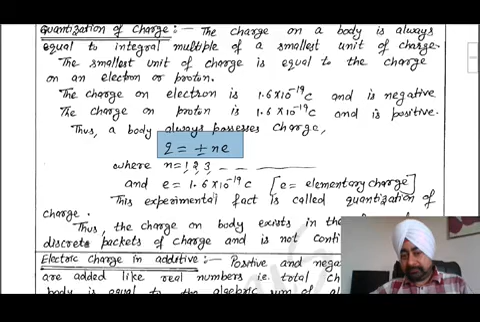 Quantization of Charge:- The charge on a body is always
equal to integral multiple of a smallest unit of charge.
The smallest unit of charge is equal to the charge
on an electron or proton.
The charge on electron is 1.6×10⁻¹⁹C and is negative
The charge on proton is 1.6×10⁻¹⁹C and is positive.
Thus, a body always possesses charge,
q = ± ne
where n = 1, 2, 3, _ _ _ _ _ _
and e = 1.6×10⁻¹⁹C [e = elementary charge]
This experimental fact is called quantization of
charge.
Thus, the charge on body exists in the
discrete packets of charge and is not
Electric Charge in additive:- Positive and
are added like real numbers i.e. total
body is equal to the algebraic sum of